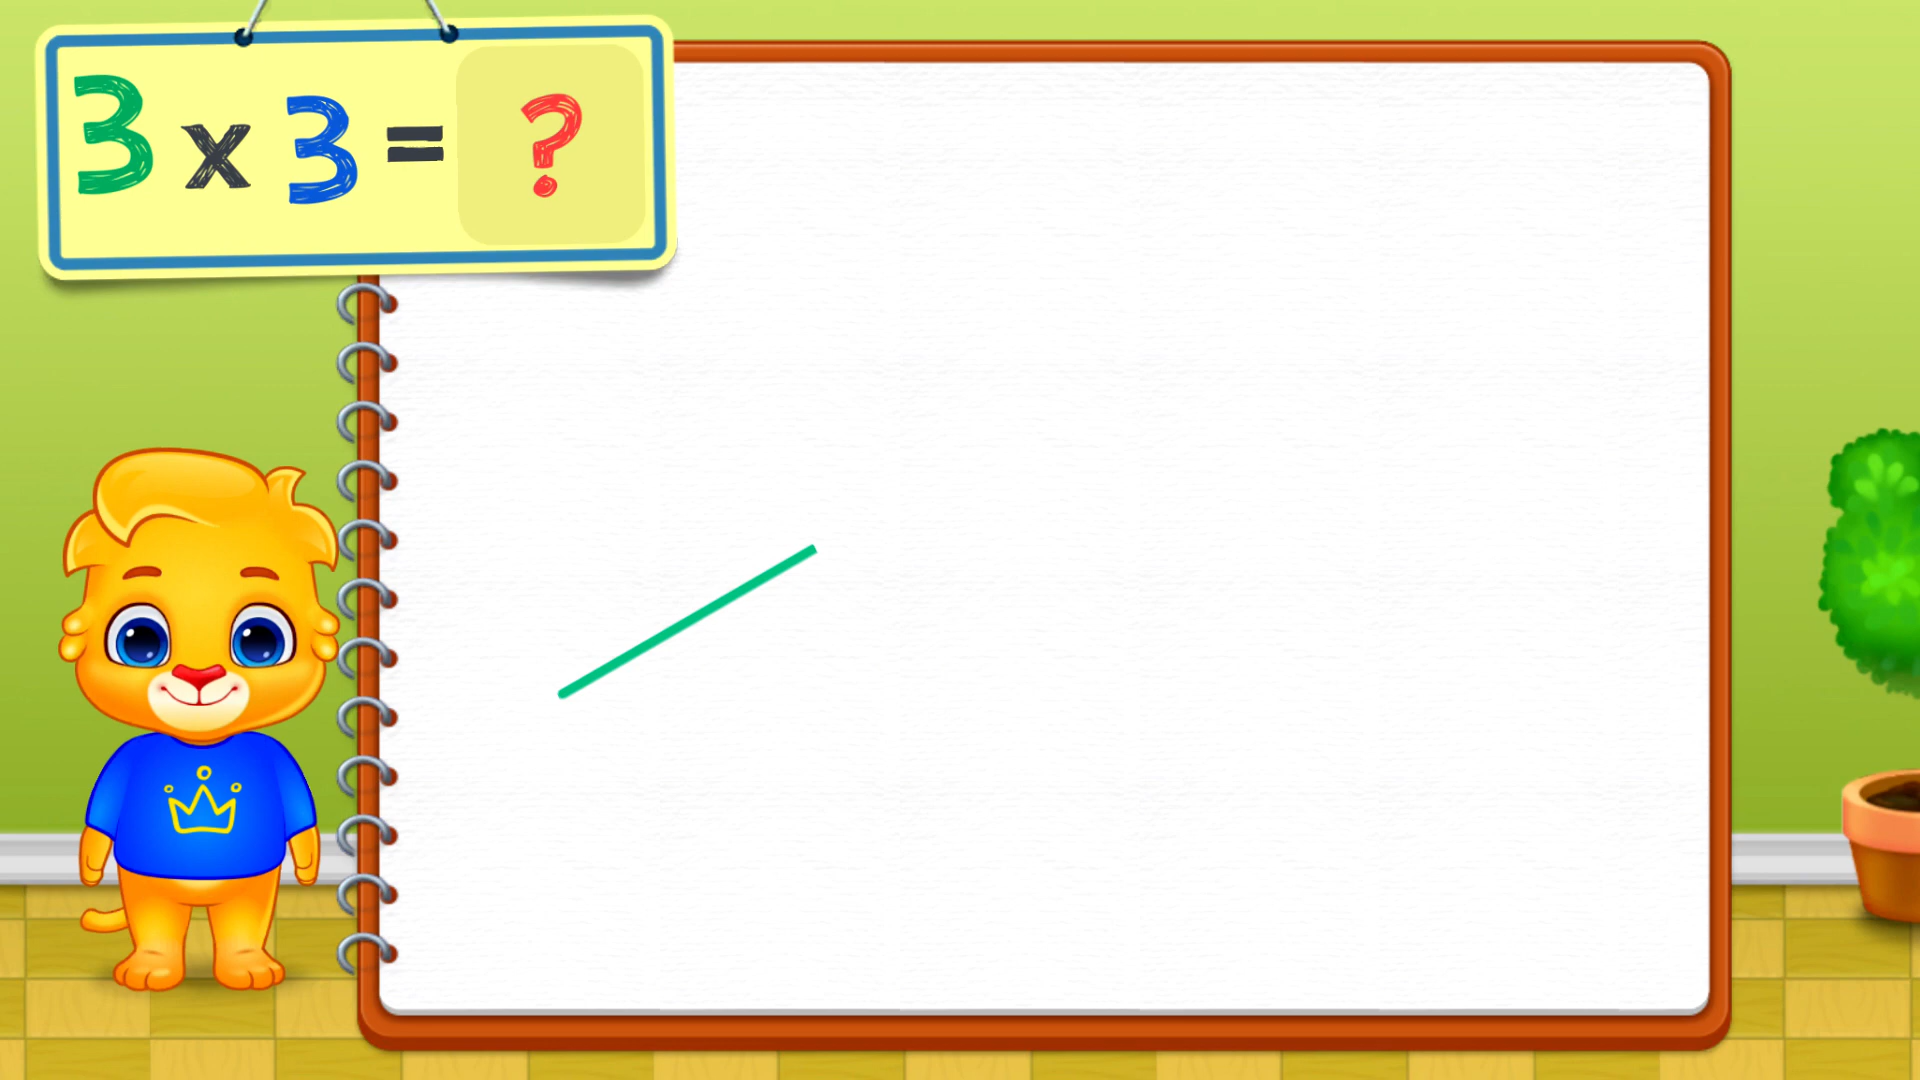 3 x 3 = ?